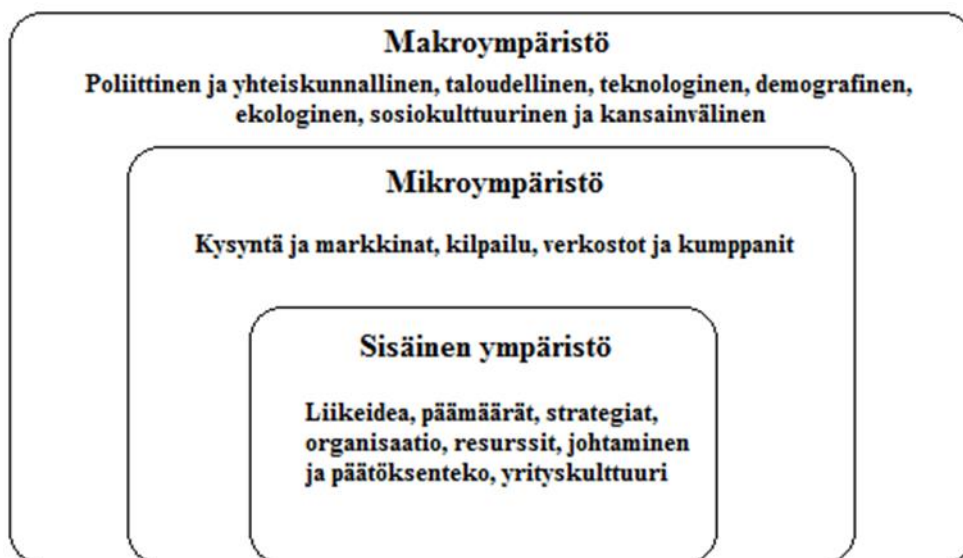 Makroympäristö
Poliittinen ja yhteiskunnallinen, taloudellinen, teknologinen, demografinen,
ekologinen, sosiokulttuurinen ja kansainvälinen
Mikroympäristö
Kysyntä ja markkinat, kilpailu, verkostot ja kumppanit
Sisäinen ympäristö
Liikeidea, päämäärät, strategiat,
organisaatio, resurssit, johtaminen
ja päätöksenteko, yrityskulttuuri